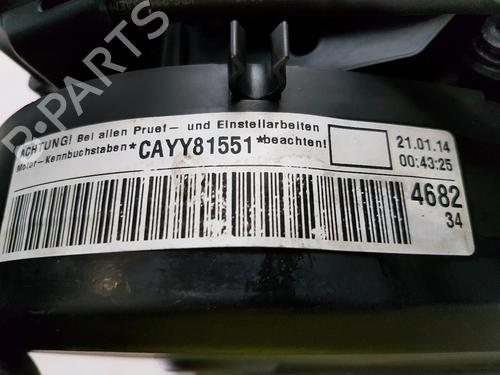 B-PARTS
ACHTUNG! Bei allen Pruef- und Einstellarbeiten
Motor-Kennbuchstaben*CAYY81551*beachten!
21.01.14
00:43:25
4682
34